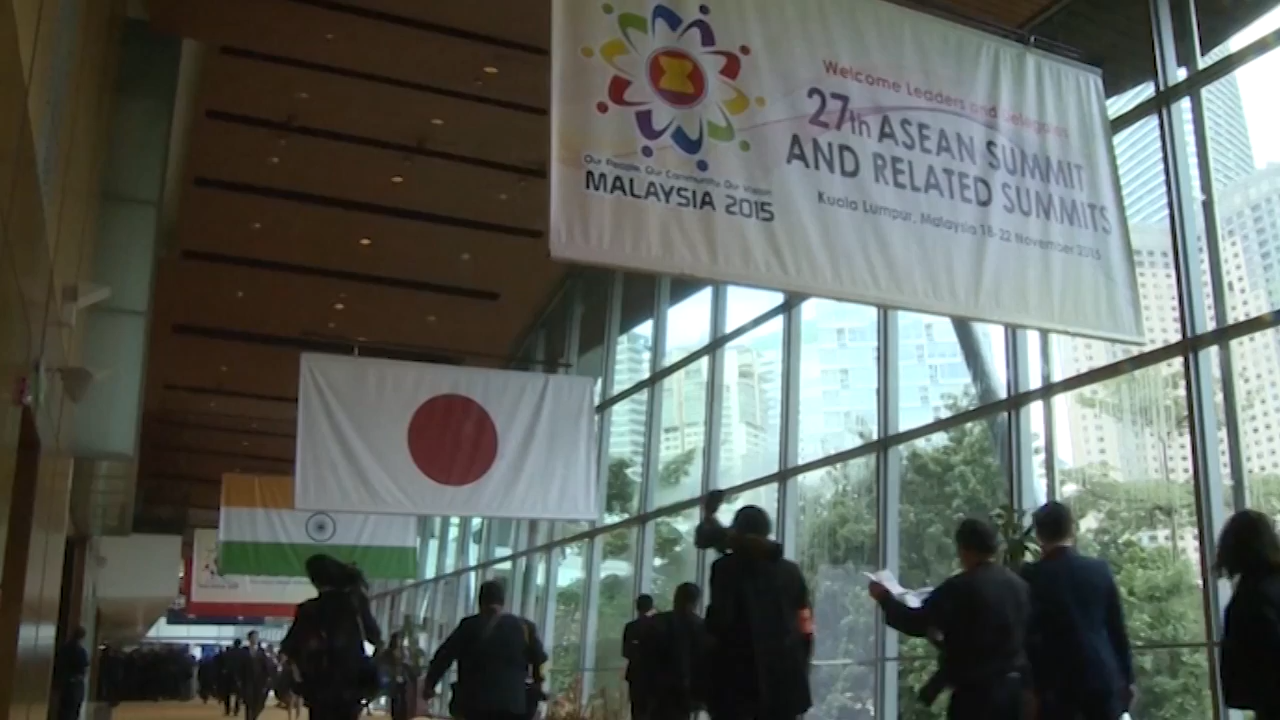 Welcome Leaders and Delegates
27th ASEAN SUMMIT
AND RELATED SUMMITS
Kuala Lumpur, Malaysia 18-22 November 2015
Our People, Our Community, Our Vision
MALAYSIA 2015